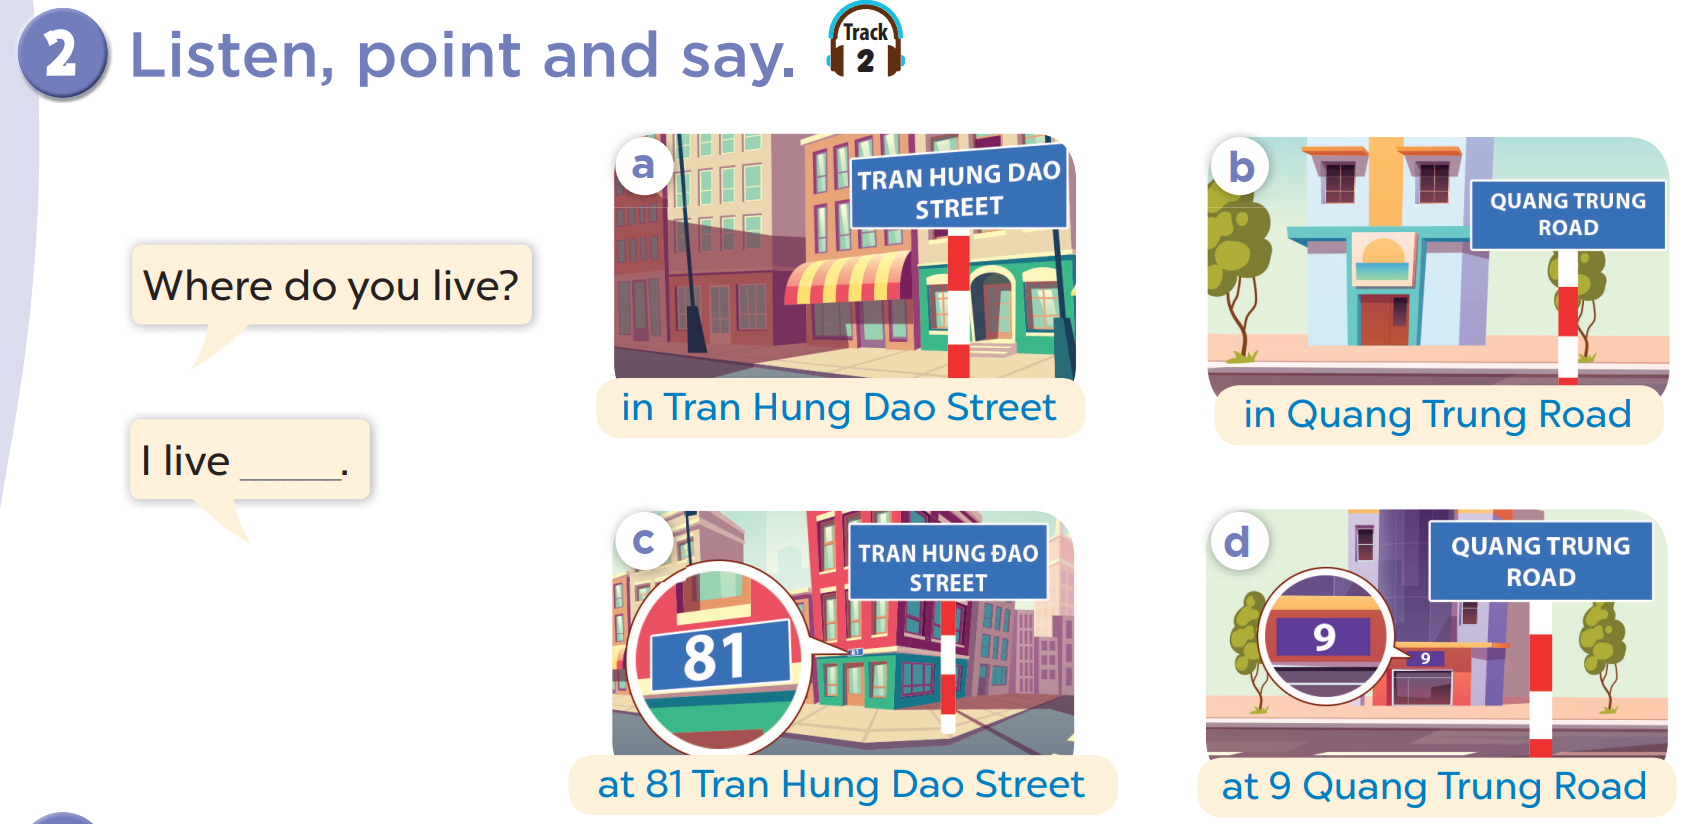 2 Listen, point and say.
Track
2
Where do you live?
I live ______.
a
TRAN HUNG DAO
STREET
in Tran Hung Dao Street
b
QUANG TRUNG
ROAD
in Quang Trung Road
c
TRAN HUNG ĐAO
STREET
81
81
at 81 Tran Hung Dao Street
d
QUANG TRUNG
ROAD
9
9
at 9 Quang Trung Road